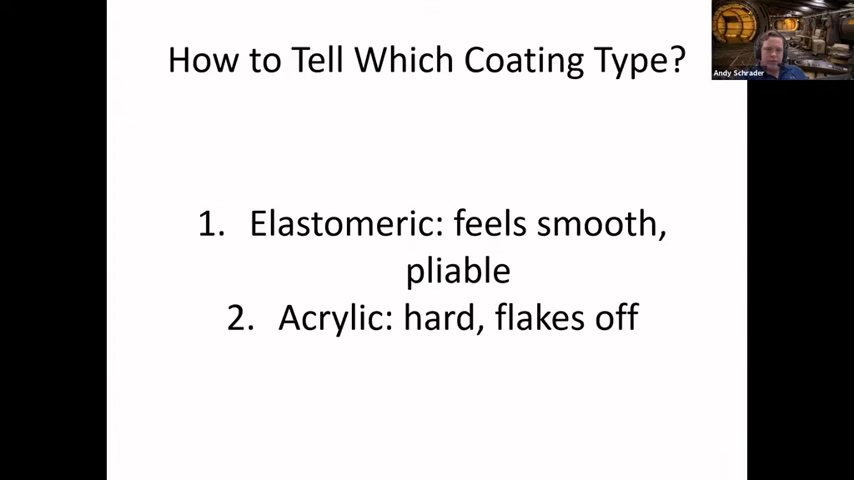 How to Tell Which Coating Type?
Andy Schrader
1. Elastomeric: feels smooth,
pliable
2. Acrylic: hard, flakes off